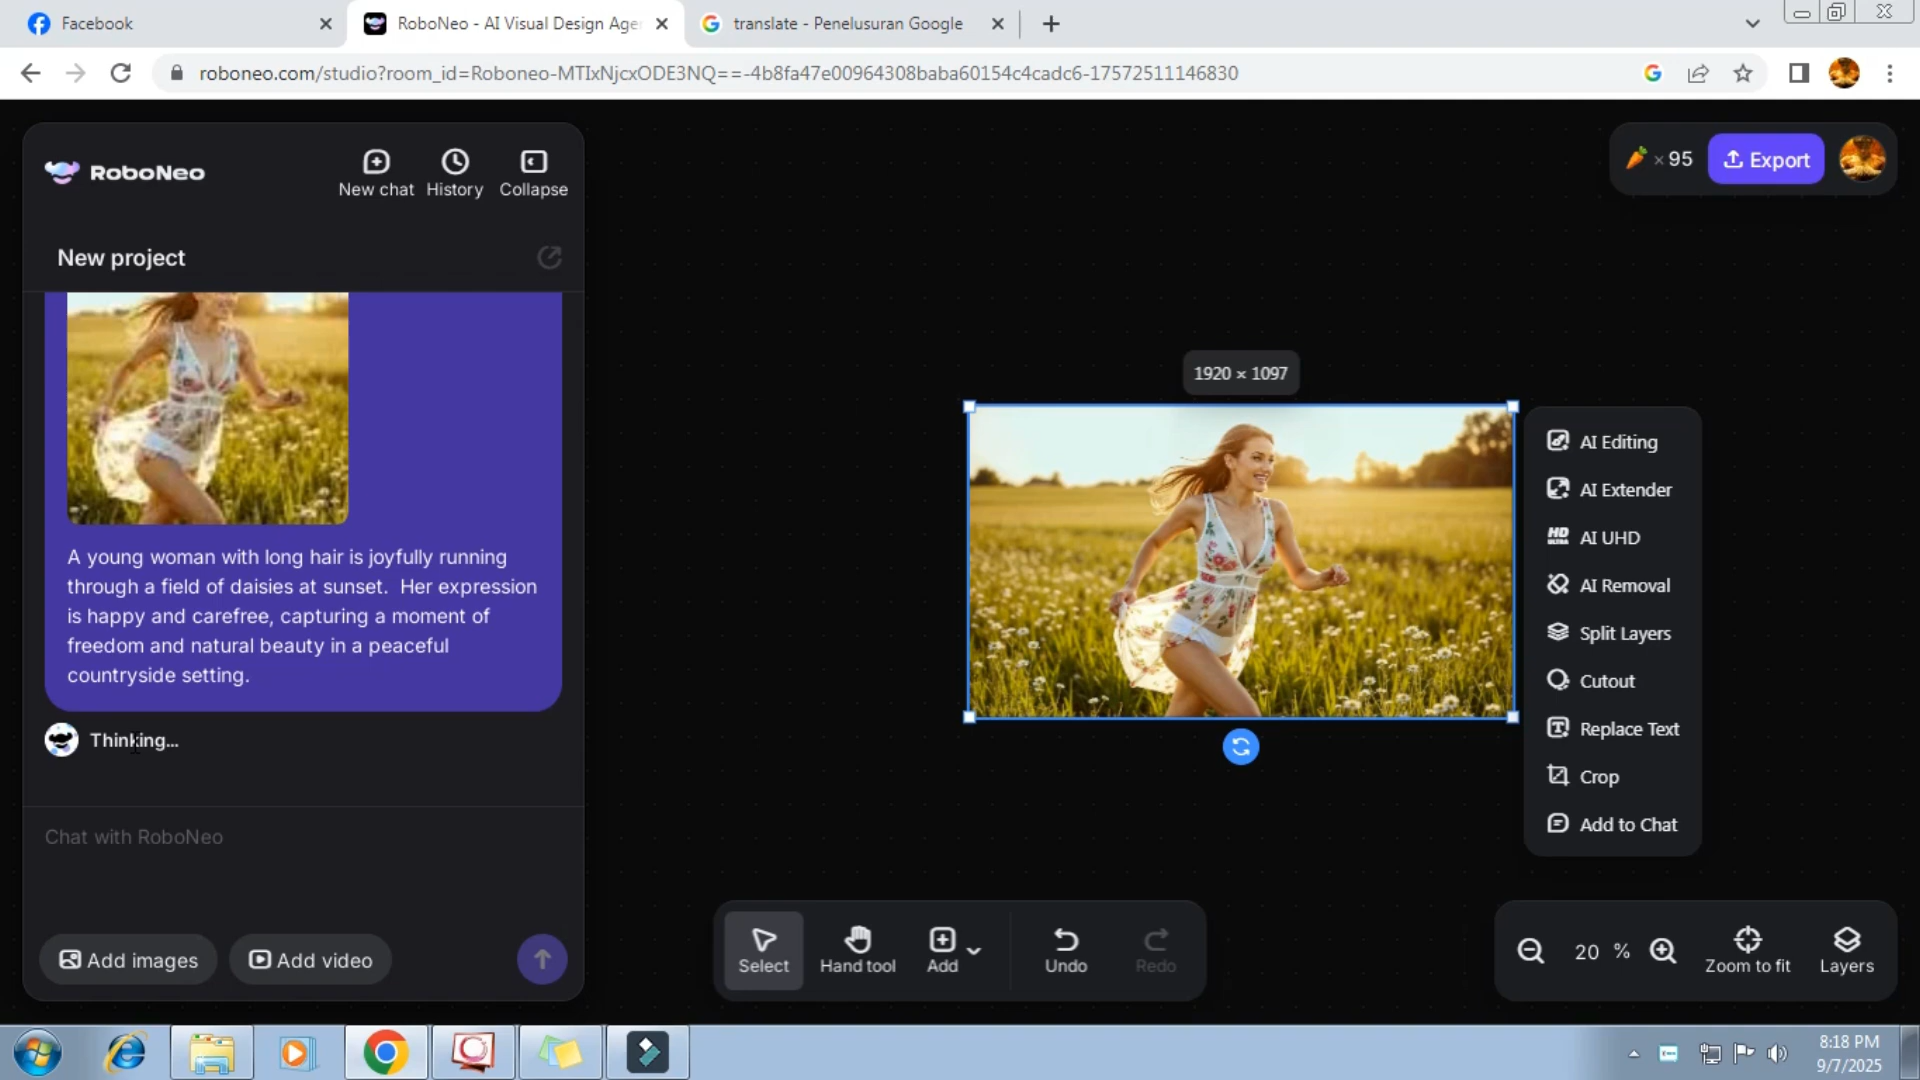 Facebook
RoboNeo - AI Visual Design Age
translate - Penelusuran Google
roboneo.com/studio?room_id=Roboneo-MTIxNjcxODE3NQ==-4b8fa47e00964308baba60154c4cadc6-17572511146830
RoboNeo
New chat
History
Collapse
× 95
Export
New project
1920 × 1097
AI Editing
AI Extender
HD ULTRA AI UHD
AI Removal
Split Layers
Cutout
Replace Text
Crop
Add to Chat
A young woman with long hair is joyfully running
through a field of daisies at sunset. Her expression
is happy and carefree, capturing a moment of
freedom and natural beauty in a peaceful
countryside setting.
Thinking...
Chat with RoboNeo
Add images
Add video
Select
Hand tool
Add
Undo
Redo
20 %
Zoom to fit
Layers
8:18 PM
9/7/2025